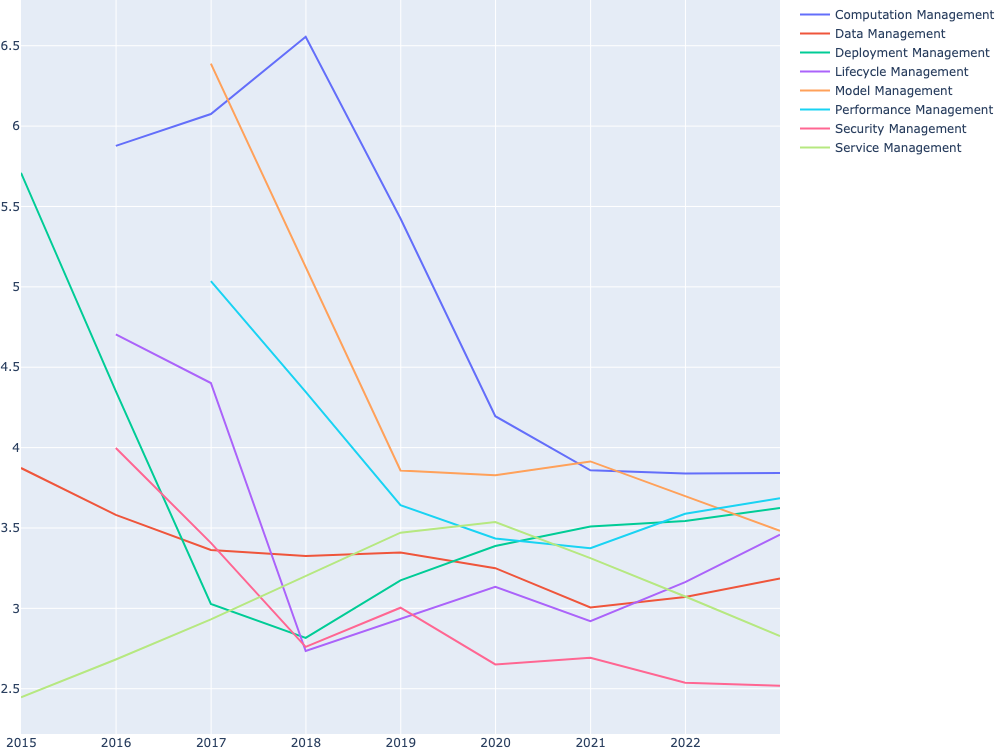 Computation Management
Data Management
Deployment Management
Lifecycle Management
Model Management
Performance Management
Security Management
Service Management
6.5
6
5.5
5
4.5
4
3.5
3
2.5
2015 2016 2017 2018 2019 2020 2021 2022